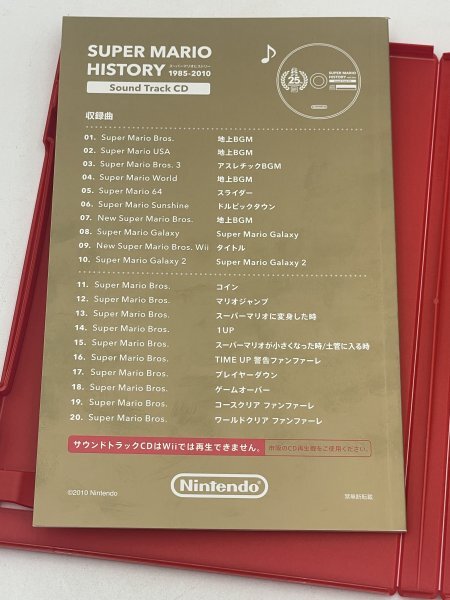 SUPER MARIO
HISTORY スーパーマリオヒストリー 1985-2010
Sound Track CD
25
SUPER MARIO
HISTORY
Sound Track CD
Nintendo
収録曲
01. Super Mario Bros. 地上BGM
02. Super Mario USA 地上BGM
03. Super Mario Bros. 3 アスレチックBGM
04. Super Mario World 地上BGM
05. Super Mario 64 スライダー
06. Super Mario Sunshine ドルピックタウン
07. New Super Mario Bros. 地上BGM
08. Super Mario Galaxy Super Mario Galaxy
09. New Super Mario Bros. Wii タイトル
10. Super Mario Galaxy 2 Super Mario Galaxy 2
11. Super Mario Bros. コイン
12. Super Mario Bros. マリオジャンプ
13. Super Mario Bros. スーパーマリオに変身した時
14. Super Mario Bros. 1UP
15. Super Mario Bros. スーパーマリオが小さくなった時/土管に入る時
16. Super Mario Bros. TIME UP 警告ファンファーレ
17. Super Mario Bros. プレイヤーダウン
18. Super Mario Bros. ゲームオーバー
19. Super Mario Bros. コースクリア ファンファーレ
20. Super Mario Bros. ワールドクリア ファンファーレ
サウンドトラックCDはWiiでは再生できません。 市販のCD再生機をご使用ください。
©2010 Nintendo
Nintendo
禁無断転載